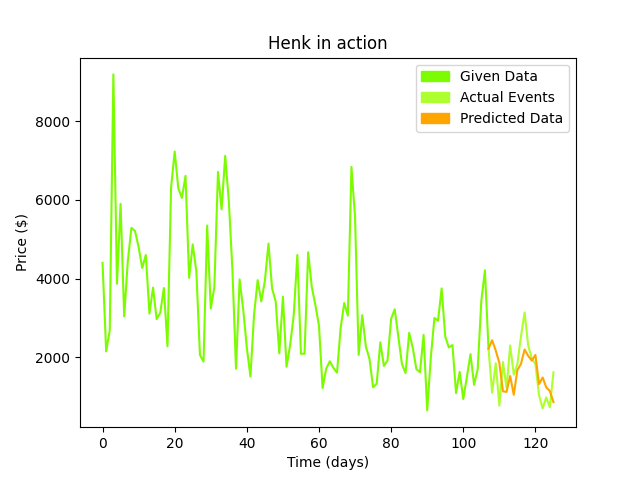 Henk in action
Given Data
Actual Events
Predicted Data
8000
6000
4000
2000
Price ($)
0 20 40 60 80 100 120
Time (days)